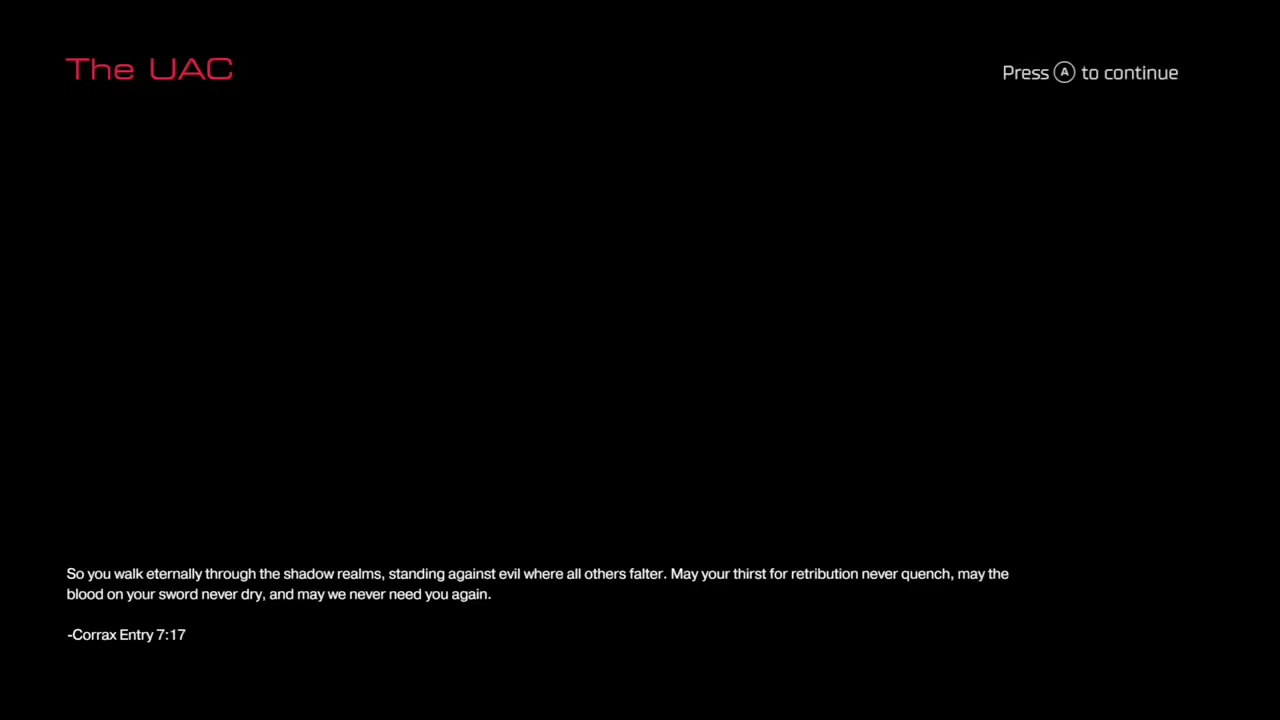 The UAC
Press A to continue
So you walk eternally through the shadow realms, standing against evil where all others falter. May your thirst for retribution never quench, may the
blood on your sword never dry, and may we never need you again.
-Corrax Entry 7:17